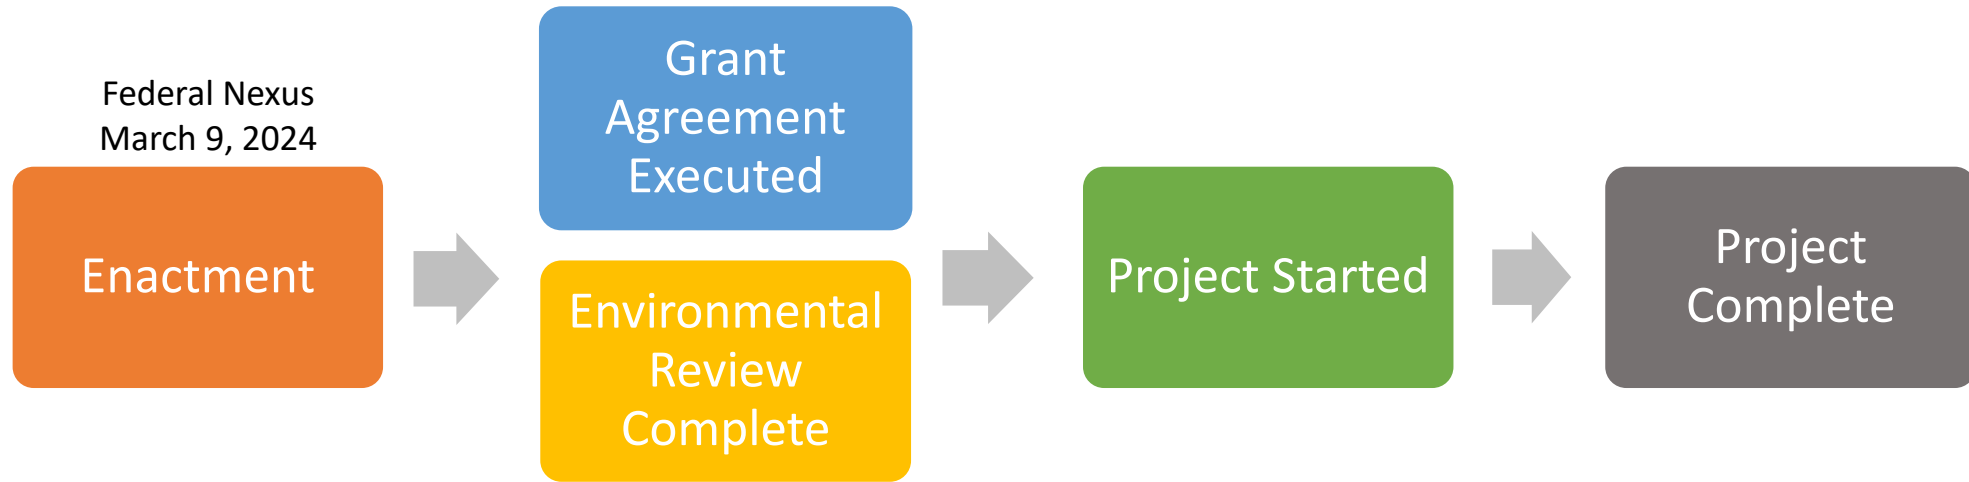 Federal Nexus
March 9, 2024
Enactment
Grant
Agreement
Executed
Environmental
Review
Complete
Project Started
Project
Complete